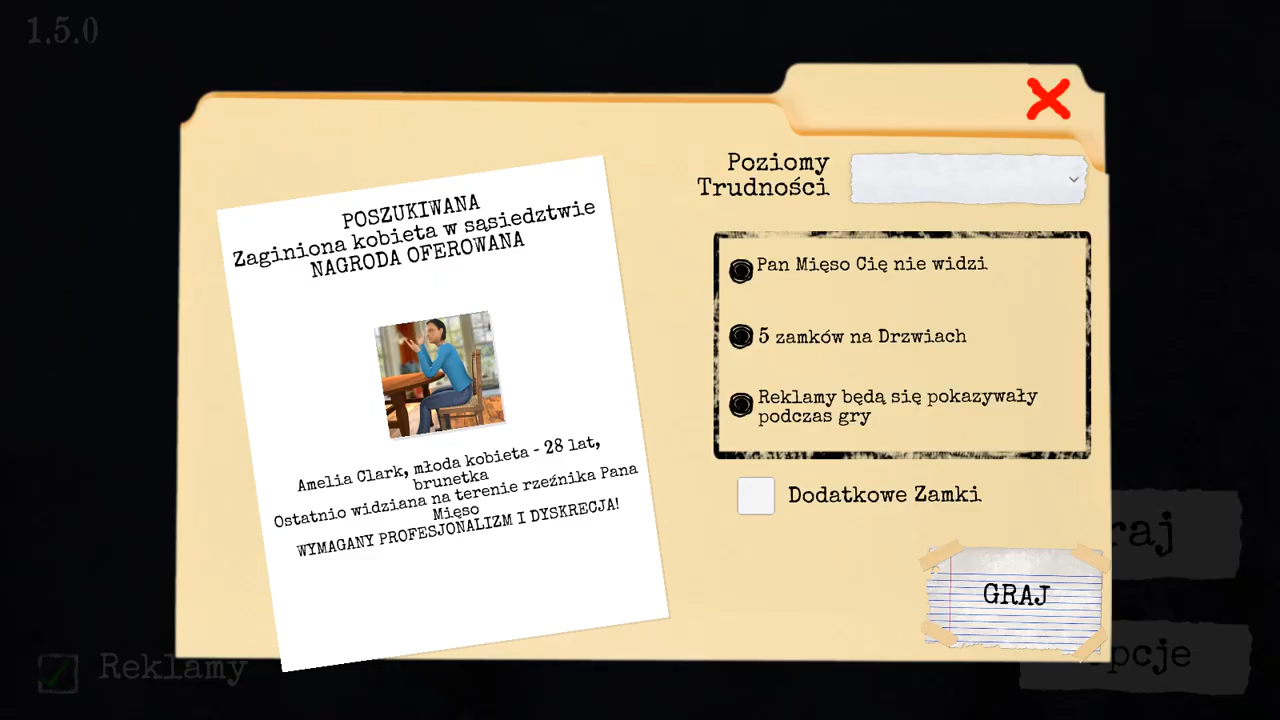 1.5.0
POSZUKIWANA
Zaginiona kobieta w sąsiedztwie
NAGRODA OFEROWANA
Amelia Clark, młoda kobieta - 28 lat,
brunetka
Ostatnio widziana na terenie rzeźnika Pana
Mięso
WYMAGANY PROFESJONALIZM I DYSKRECJA!
Poziomy
Trudności
Pan Mięso Cię nie widzi
5 zamków na Drzwiach
Reklamy będą się pokazywały
podczas gry
Dodatkowe Zamki
GRAJ
raj
pcje
Reklamy